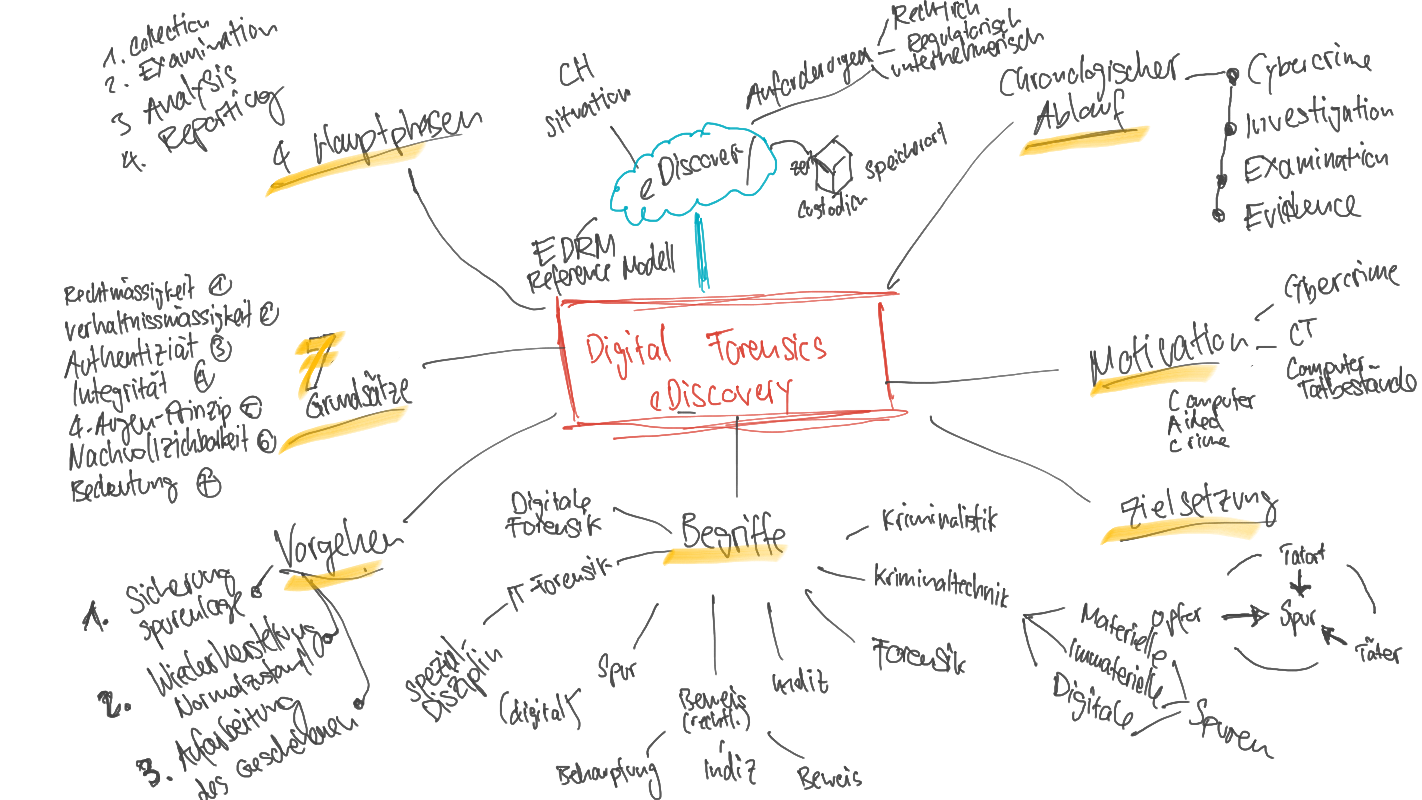 1. Collection
2. Examination
3 Analysis
4. Reporting
4 Hauptphasen
CH
Situation
eDiscovery
Anforderungen
Rechtlich
Regulatorisch
unternehmerisch
Speicherort
Custodian
EDRM
Reference Modell
Chronologischer
Ablauf
Cybercrime
Investigation
Examination
Evidence
Rechtmässigkeit 1
Verhältnissmässigkeit 2
Authentiziät 3
Integrität 4
4-Augen-Prinzip 5
Nachvollziehbarkeit 6
Bedeutung 7
7
Grundsätze
Digital Forensics
eDiscovery
Motivation
Cybercrime
CT
Computer-
Tatbestände
Computer
Aided
Crime
Zielsetzung
Tatort
Opfer
Spur
Täter
Vorgehen
1. Sicherung
Spurenlage
2. Wiederherstellung
Normalzustand
3. Aufarbeitung
des Geschehenen
Begriffe
Digitale
Forensik
IT Forensik
Spezial-
Disziplin
Spur
(digital)
Beweis
(rechtl.)
Behauptung
Indiz
Beweis
Indiz
Forensik
Kriminaltechnik
Kriminalistik
Materielle
Immaterielle
Digitale
Spuren